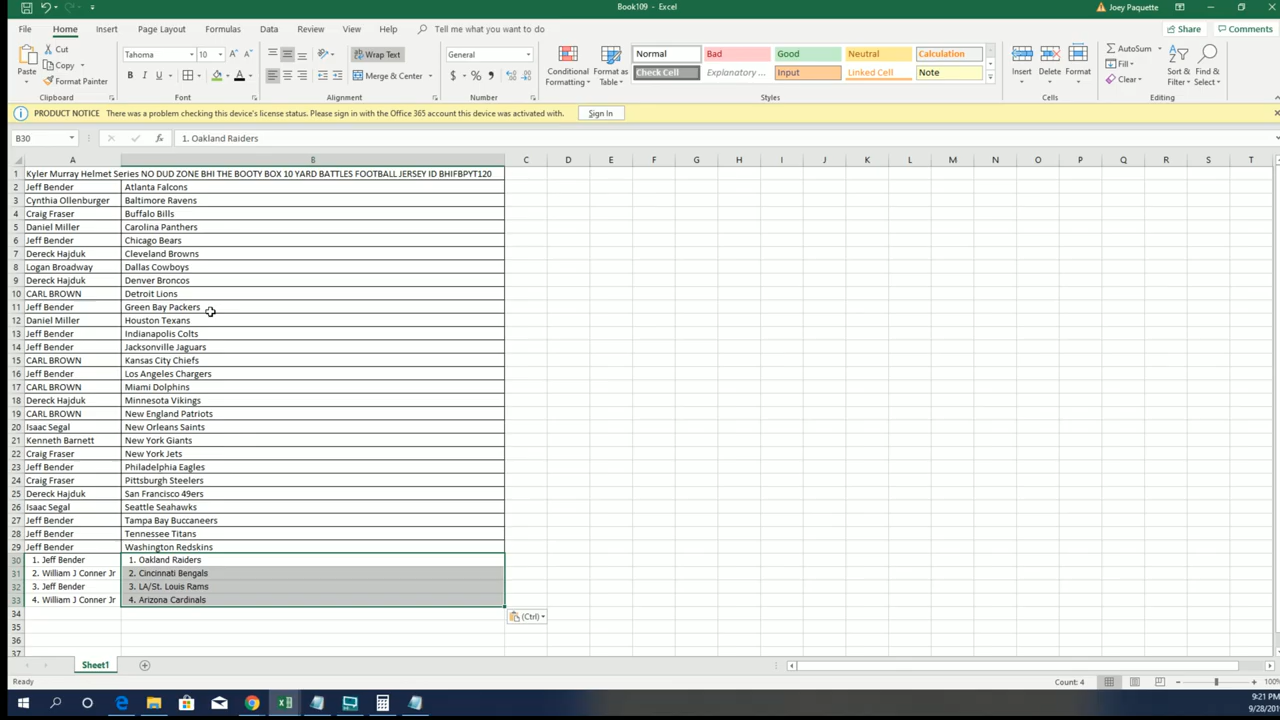 Book109 - Excel
Joey Paquette
File Home Insert Page Layout Formulas Data Review View Help Tell me what you want to do
Share Comments
Paste
Cut
Copy
Format Painter
Clipboard
Tahoma 10
B I U
Font
Wrap Text
Merge & Center
Alignment
General
$ %
Number
Conditional Formatting
Format as Table
Normal Bad Good Neutral Calculation
Check Cell Explanatory ... Input Linked Cell Note
Styles
Insert Delete Format
Cells
AutoSum
Fill
Clear
Sort & Filter
Find & Select
Editing
PRODUCT NOTICE There was a problem checking this device's license status. Please sign in with the Office 365 account this device was activated with. Sign In
B30 fx 1. Oakland Raiders
A B C D E F G H I J K L M N O P Q R S T
1 Kyler Murray Helmet Series NO DUD ZONE BHI THE BOOTY BOX 10 YARD BATTLES FOOTBALL JERSEY ID BHIFBPYT120
2 Jeff Bender Atlanta Falcons
3 Cynthia Ollenburger Baltimore Ravens
4 Craig Fraser Buffalo Bills
5 Daniel Miller Carolina Panthers
6 Jeff Bender Chicago Bears
7 Dereck Hajduk Cleveland Browns
8 Logan Broadway Dallas Cowboys
9 Dereck Hajduk Denver Broncos
10 CARL BROWN Detroit Lions
11 Jeff Bender Green Bay Packers
12 Daniel Miller Houston Texans
13 Jeff Bender Indianapolis Colts
14 Jeff Bender Jacksonville Jaguars
15 CARL BROWN Kansas City Chiefs
16 Jeff Bender Los Angeles Chargers
17 CARL BROWN Miami Dolphins
18 Dereck Hajduk Minnesota Vikings
19 CARL BROWN New England Patriots
20 Isaac Segal New Orleans Saints
21 Kenneth Barnett New York Giants
22 Craig Fraser New York Jets
23 Jeff Bender Philadelphia Eagles
24 Craig Fraser Pittsburgh Steelers
25 Dereck Hajduk San Francisco 49ers
26 Isaac Segal Seattle Seahawks
27 Jeff Bender Tampa Bay Buccaneers
28 Jeff Bender Tennessee Titans
29 Jeff Bender Washington Redskins
30 1. Jeff Bender 1. Oakland Raiders
31 2. William J Conner Jr 2. Cincinnati Bengals
32 3. Jeff Bender 3. LA/St. Louis Rams
33 4. William J Conner Jr 4. Arizona Cardinals
34 (Ctrl)
35
36
37
Sheet1
Ready Count: 4 100%
9:21 PM
9/28/201